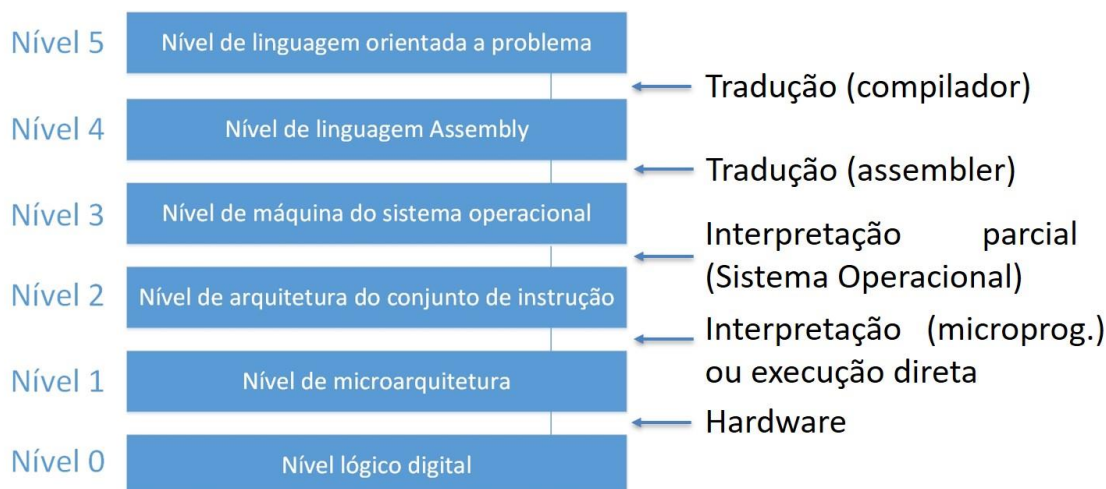 Nível 5
Nível de linguagem orientada a problema
Tradução (compilador)
Nível 4
Nível de linguagem Assembly
Tradução (assembler)
Nível 3
Nível de máquina do sistema operacional
Interpretação parcial
(Sistema Operacional)
Nível 2
Nível de arquitetura do conjunto de instrução
Interpretação (microprog.)
ou execução direta
Nível 1
Nível de microarquitetura
Hardware
Nível 0
Nível lógico digital